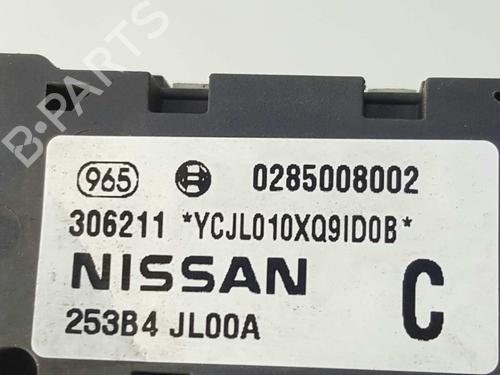 B-PARTS
965 0285008002
306211 *YCJL010XQ9ID0B*
NISSAN
C
253B4 JL00A